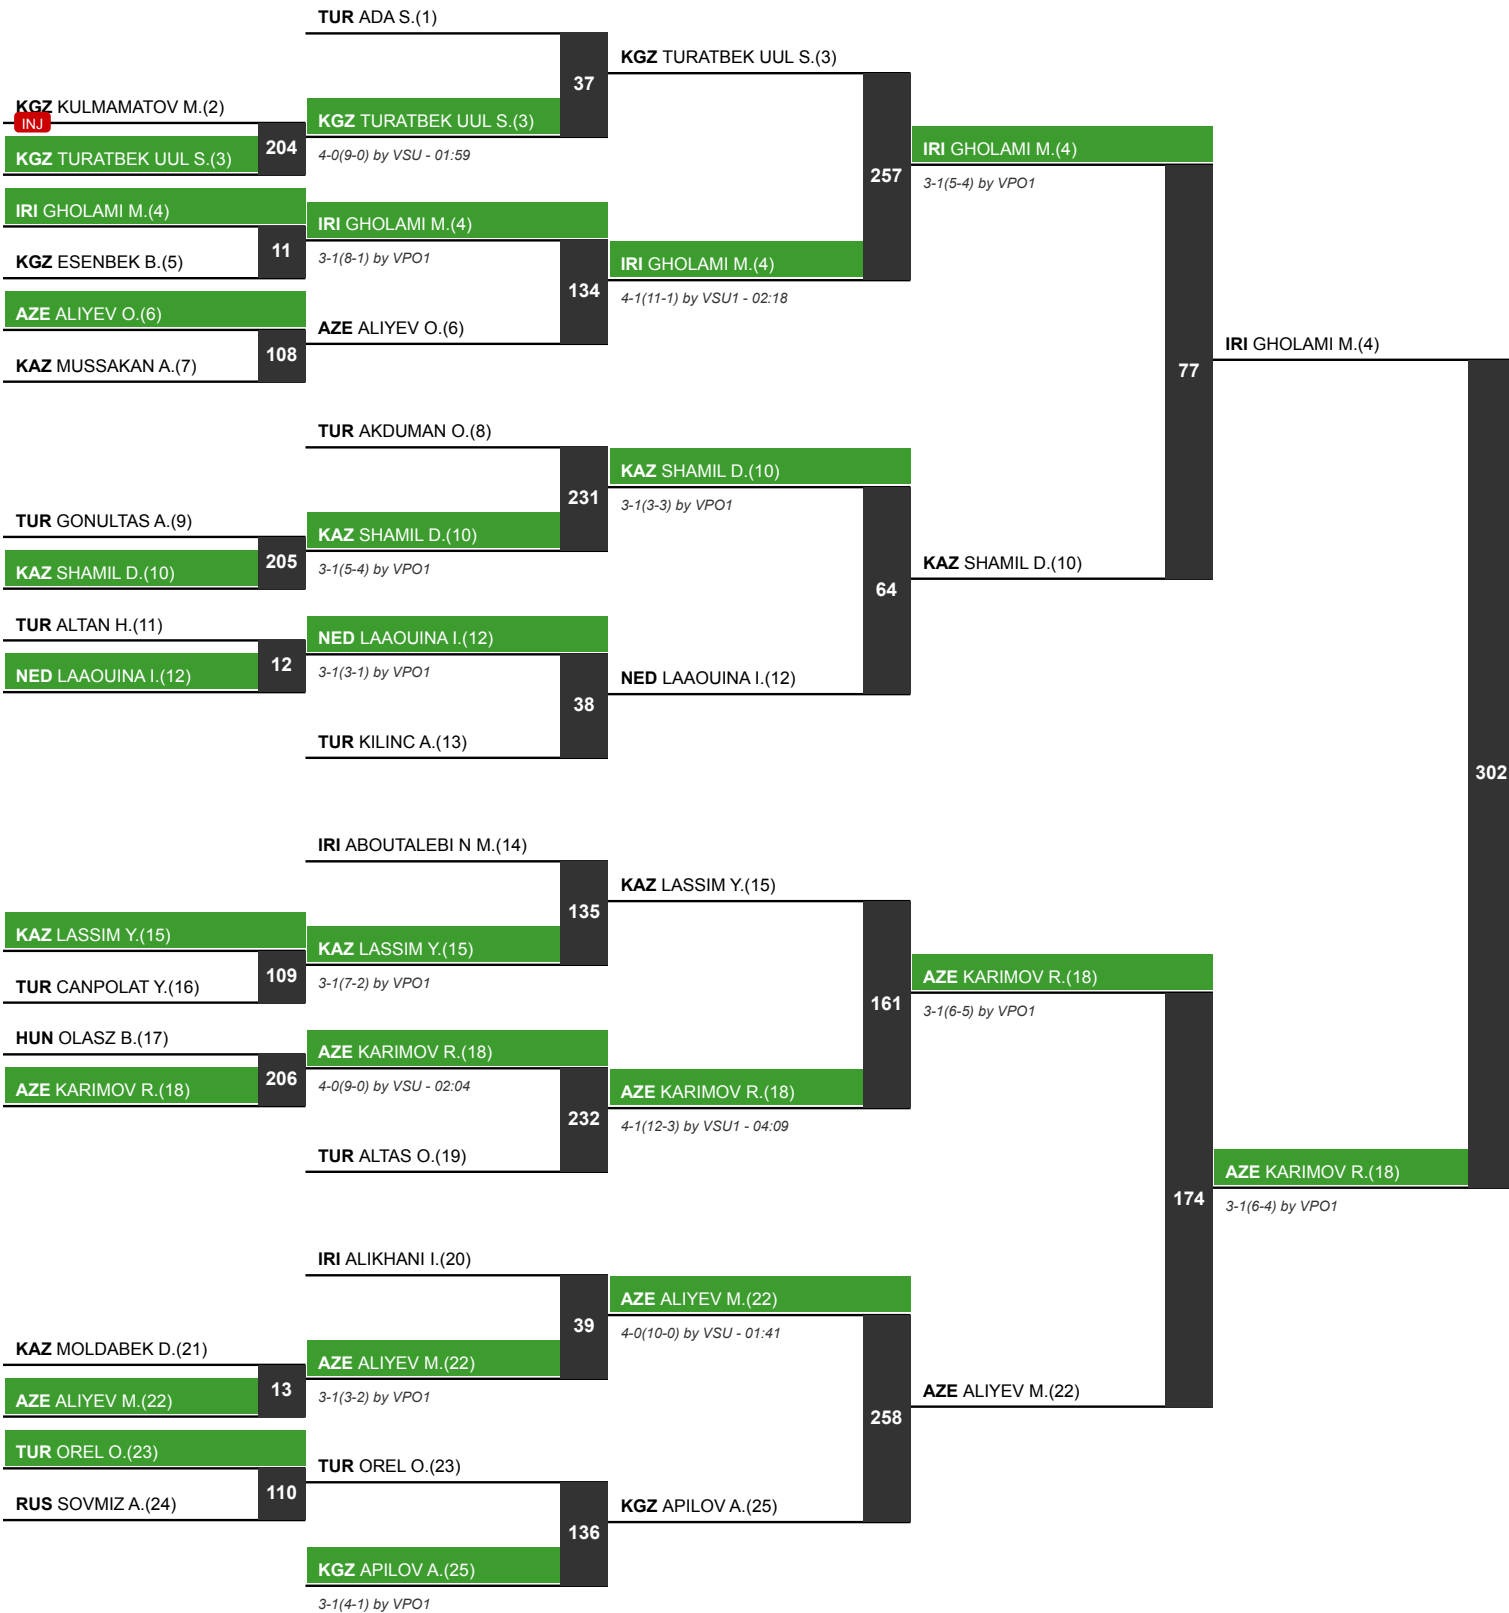 TUR ADA S.(1)
KGZ KULMAMATOV M.(2)
INJ
KGZ TURATBEK UUL S.(3)
204
KGZ TURATBEK UUL S.(3)
4-0(9-0) by VSU - 01:59
37
KGZ TURATBEK UUL S.(3)
IRI GHOLAMI M.(4)
KGZ ESENBEK B.(5)
11
AZE ALIYEV O.(6)
KAZ MUSSAKAN A.(7)
108
IRI GHOLAMI M.(4)
3-1(8-1) by VPO1
AZE ALIYEV O.(6)
134
IRI GHOLAMI M.(4)
4-1(11-1) by VSU1 - 02:18
257
IRI GHOLAMI M.(4)
3-1(5-4) by VPO1
TUR AKDUMAN O.(8)
TUR GONULTAS A.(9)
KAZ SHAMIL D.(10)
205
KAZ SHAMIL D.(10)
3-1(5-4) by VPO1
231
KAZ SHAMIL D.(10)
3-1(3-3) by VPO1
TUR ALTAN H.(11)
NED LAAOUINA I.(12)
12
NED LAAOUINA I.(12)
3-1(3-1) by VPO1
TUR KILINC A.(13)
38
NED LAAOUINA I.(12)
64
KAZ SHAMIL D.(10)
77
IRI GHOLAMI M.(4)
302
IRI ABOUTALEBI N M.(14)
KAZ LASSIM Y.(15)
TUR CANPOLAT Y.(16)
109
KAZ LASSIM Y.(15)
3-1(7-2) by VPO1
135
KAZ LASSIM Y.(15)
HUN OLASZ B.(17)
AZE KARIMOV R.(18)
206
AZE KARIMOV R.(18)
4-0(9-0) by VSU - 02:04
TUR ALTAS O.(19)
232
AZE KARIMOV R.(18)
4-1(12-3) by VSU1 - 04:09
161
AZE KARIMOV R.(18)
3-1(6-5) by VPO1
IRI ALIKHANI I.(20)
KAZ MOLDABEK D.(21)
AZE ALIYEV M.(22)
13
AZE ALIYEV M.(22)
3-1(3-2) by VPO1
39
AZE ALIYEV M.(22)
4-0(10-0) by VSU - 01:41
TUR OREL O.(23)
RUS SOVMIZ A.(24)
110
TUR OREL O.(23)
KGZ APILOV A.(25)
3-1(4-1) by VPO1
136
KGZ APILOV A.(25)
258
AZE ALIYEV M.(22)
174
AZE KARIMOV R.(18)
3-1(6-4) by VPO1